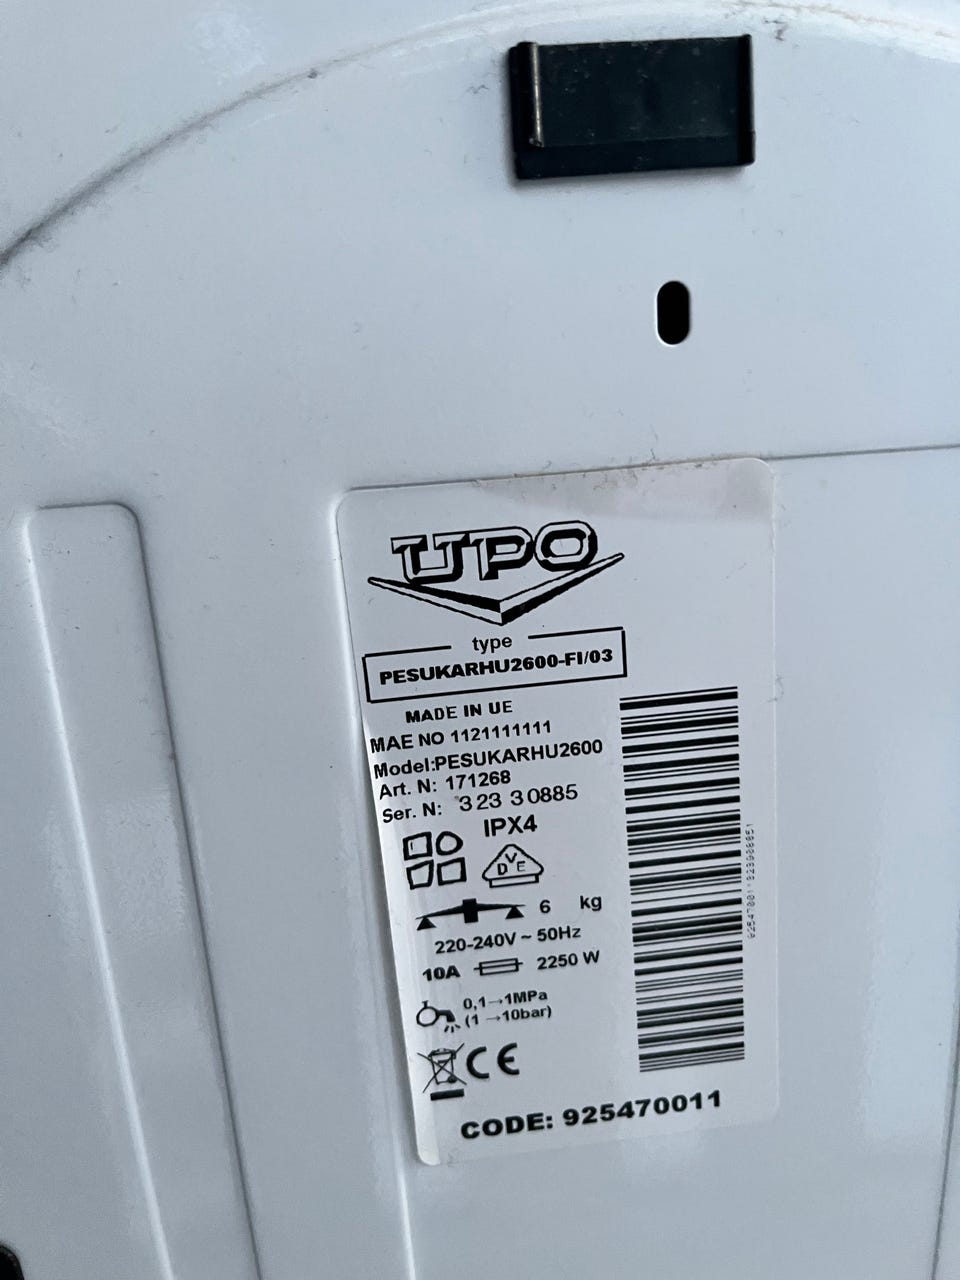 UPO
type
PESUKARHU2600-FI/03
MADE IN UE
MAE NO 1121111111
Model:PESUKARHU2600
Art. N: 171268
Ser. N: 323 30885
IPX4
DVE
6 kg
220-240V ~ 50Hz
10A 2250 W
0,1→1MPa
(1 →10bar)
CE
CODE: 925470011